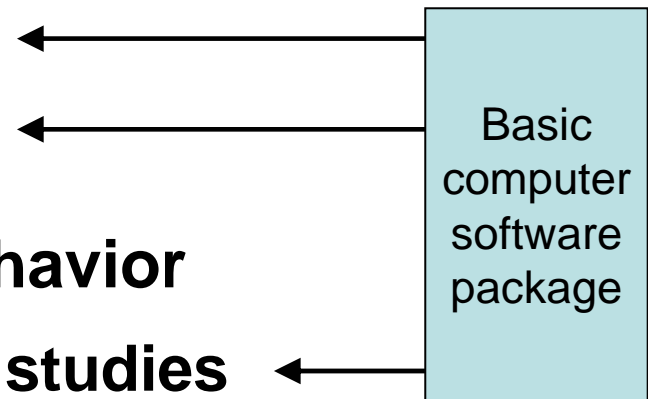 Basic
computer
software
package
havior
studies